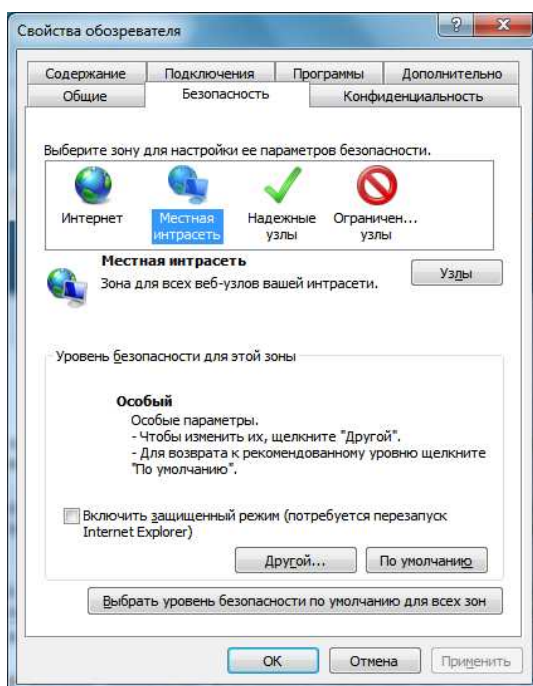 Свойства обозревателя
Содержание Подключения Программы Дополнительно
Общие Безопасность Конфиденциальность
Выберите зону для настройки ее параметров безопасности.
Интернет Местная интрасеть Надежные узлы Ограничен... узлы
Местная интрасеть
Узлы
Зона для всех веб-узлов вашей интрасети.
Уровень безопасности для этой зоны
Особый
Особые параметры.
- Чтобы изменить их, щелкните "Другой".
- Для возврата к рекомендованному уровню щелкните
"По умолчанию".
Включить защищенный режим (потребуется перезапуск
Internet Explorer)
Другой... По умолчанию
Выбрать уровень безопасности по умолчанию для всех зон
ОК Отмена Применить